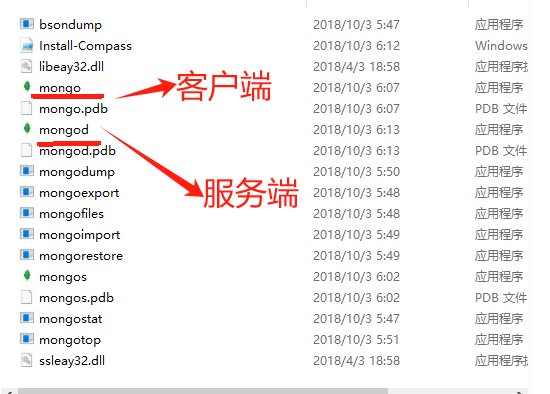 bsondump 2018/10/3 5:47 应用程序
Install-Compass 2018/10/3 6:12 Windows
libeay32.dll 2018/4/3 18:58 应用程序扩
mongo 2018/10/3 6:07 应用程序
客户端
mongo.pdb 2018/10/3 6:07 PDB 文件
mongod 2018/10/3 6:13 应用程序
mongod.pdb 2018/10/3 6:13 PDB 文件
mongodump 2018/10/3 5:50 应用程序
服务端
mongoexport 2018/10/3 5:48 应用程序
mongofiles 2018/10/3 5:48 应用程序
mongoimport 2018/10/3 5:49 应用程序
mongorestore 2018/10/3 5:49 应用程序
mongos 2018/10/3 6:02 应用程序
mongos.pdb 2018/10/3 6:02 PDB 文件
mongostat 2018/10/3 5:47 应用程序
mongotop 2018/10/3 5:51 应用程序
ssleay32.dll 2018/4/3 18:58 应用程序扩